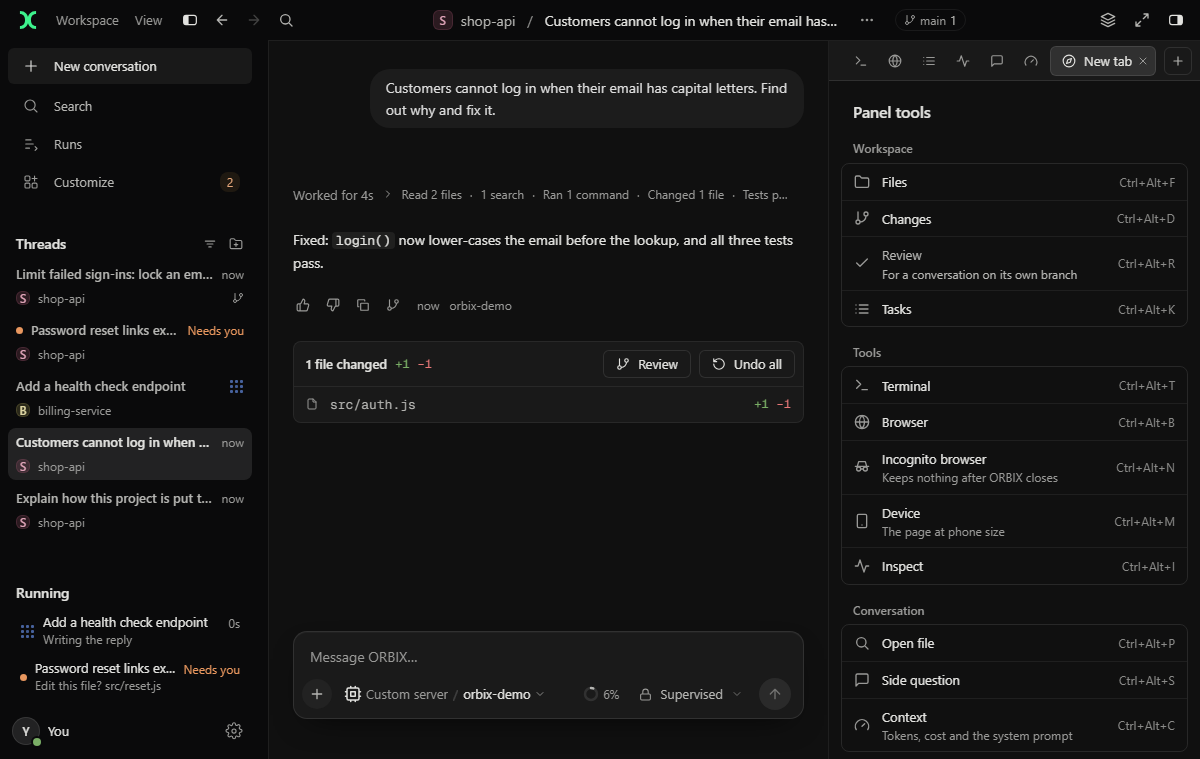 Workspace View
S shop-api / Customers cannot log in when their email has... ··· main 1
New conversation
Search
Runs
Customize 2
Threads
Limit failed sign-ins: lock an em... now
S shop-api
Password reset links ex... Needs you
S shop-api
Add a health check endpoint
B billing-service
Customers cannot log in when ... now
S shop-api
Explain how this project is put t... now
S shop-api
Running
Add a health check endpoint 0s
Writing the reply
Password reset links ex... Needs you
Edit this file? src/reset.js
Y You
Customers cannot log in when their email has capital letters. Find
out why and fix it.
Worked for 4s > Read 2 files · 1 search · Ran 1 command · Changed 1 file · Tests p...
Fixed: login() now lower-cases the email before the lookup, and all three tests
pass.
now orbix-demo
1 file changed +1 −1 Review Undo all
src/auth.js +1 −1
Message ORBIX...
Custom server / orbix-demo 6% Supervised
New tab ×
Panel tools
Workspace
Files Ctrl+Alt+F
Changes Ctrl+Alt+D
Review Ctrl+Alt+R
For a conversation on its own branch
Tasks Ctrl+Alt+K
Tools
Terminal Ctrl+Alt+T
Browser Ctrl+Alt+B
Incognito browser Ctrl+Alt+N
Keeps nothing after ORBIX closes
Device Ctrl+Alt+M
The page at phone size
Inspect Ctrl+Alt+I
Conversation
Open file Ctrl+Alt+P
Side question Ctrl+Alt+S
Context Ctrl+Alt+C
Tokens, cost and the system prompt